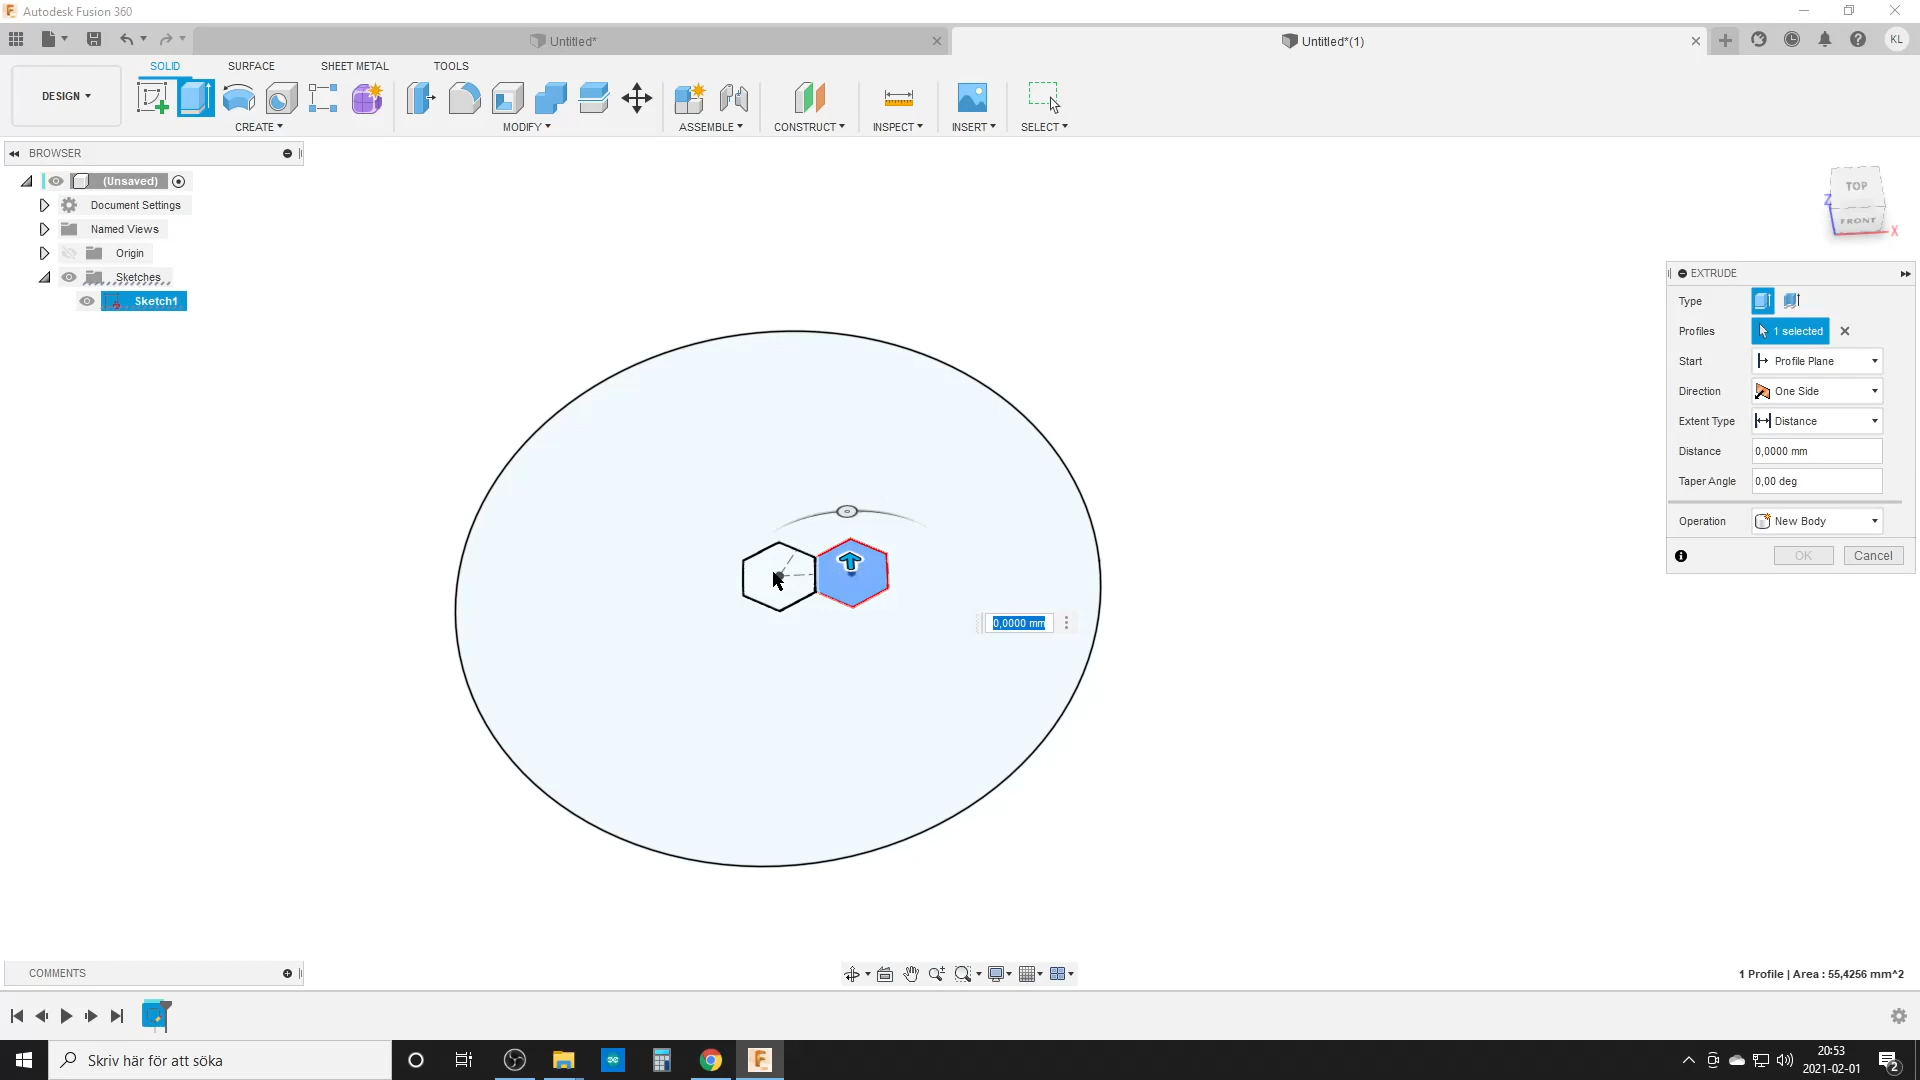 Autodesk Fusion 360
Untitled*
Untitled*(1)
KL
DESIGN
SOLID
SURFACE
SHEET METAL
TOOLS
CREATE
MODIFY
ASSEMBLE
CONSTRUCT
INSPECT
INSERT
SELECT
BROWSER
(Unsaved)
Document Settings
Named Views
Origin
Sketches
Sketch1
TOP
FRONT
Z
X
EXTRUDE
Type
Profiles 1 selected
Start Profile Plane
Direction One Side
Extent Type Distance
Distance 0,0000 mm
Taper Angle 0,00 deg
Operation New Body
OK Cancel
0,0000 mm
COMMENTS
1 Profile | Area : 55,4256 mm^2
Skriv här för att söka
20:53
2021-02-01
2